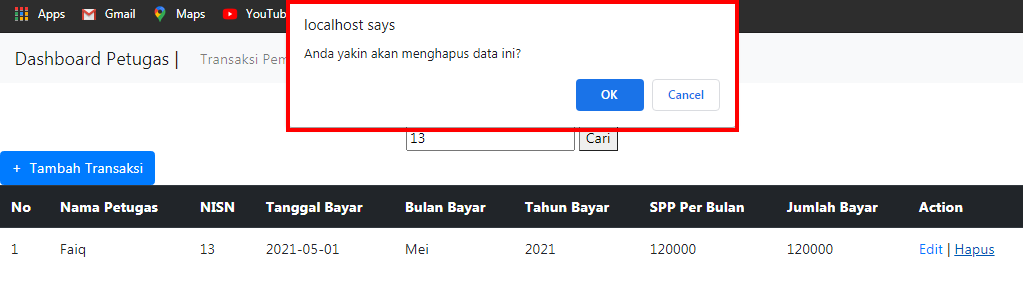 Apps Gmail Maps YouTub
localhost says
Anda yakin akan menghapus data ini?
OK Cancel
Dashboard Petugas | Transaksi Pem
13 Cari
+ Tambah Transaksi
No Nama Petugas NISN Tanggal Bayar Bulan Bayar Tahun Bayar SPP Per Bulan Jumlah Bayar Action
1 Faiq 13 2021-05-01 Mei 2021 120000 120000 Edit | Hapus